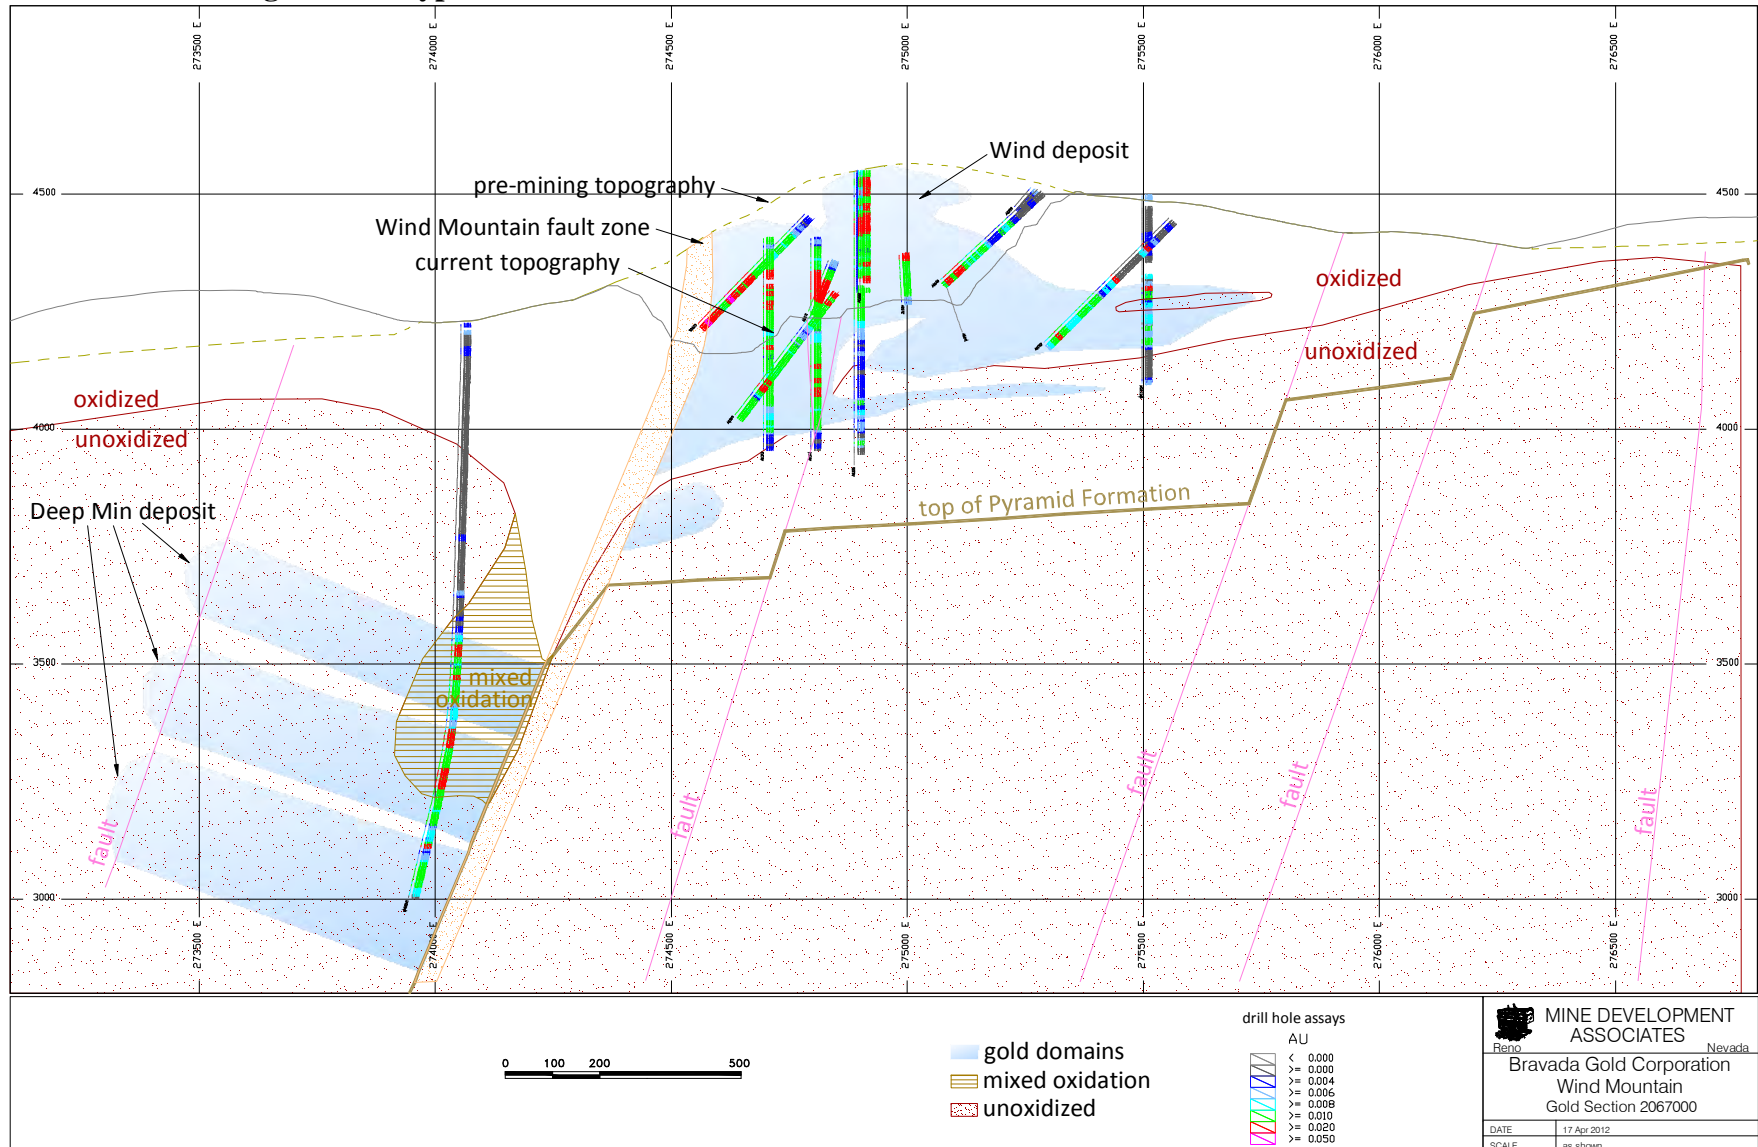 273500 E
274000 E
274500 E
275000 E
275500 E
276000 E
276500 E
Wind deposit
4500
4500
pre-mining topography
Wind Mountain fault zone
current topography
oxidized
unoxidized
oxidized
unoxidized
4000
4000
top of Pyramid Formation
Deep Min deposit
3500
3500
mixed
oxidation
fault
fault
fault
fault
fault
3000
3000
273500 E
274000 E
274500 E
275000 E
275500 E
276000 E
276500 E
0 100 200 500
gold domains
mixed oxidation
unoxidized
drill hole assays
AU
< 0.000
>= 0.000
>= 0.004
>= 0.006
>= 0.008
>= 0.010
>= 0.020
>= 0.050
MINE DEVELOPMENT
ASSOCIATES
Reno Nevada
Bravada Gold Corporation
Wind Mountain
Gold Section 2067000
DATE 17 Apr 2012
SCALE as shown